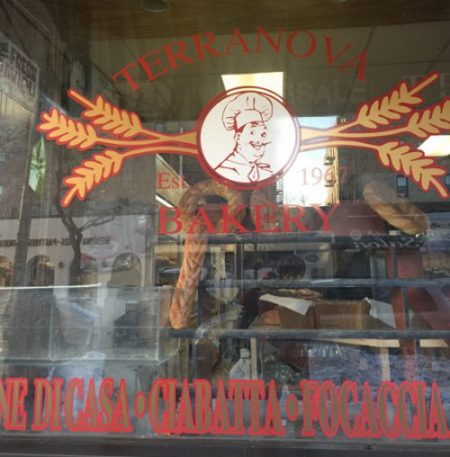 TERRANOVA
Est. 1967
BAKERY
NE DI CASA • CIABATTA • FOCACCIA